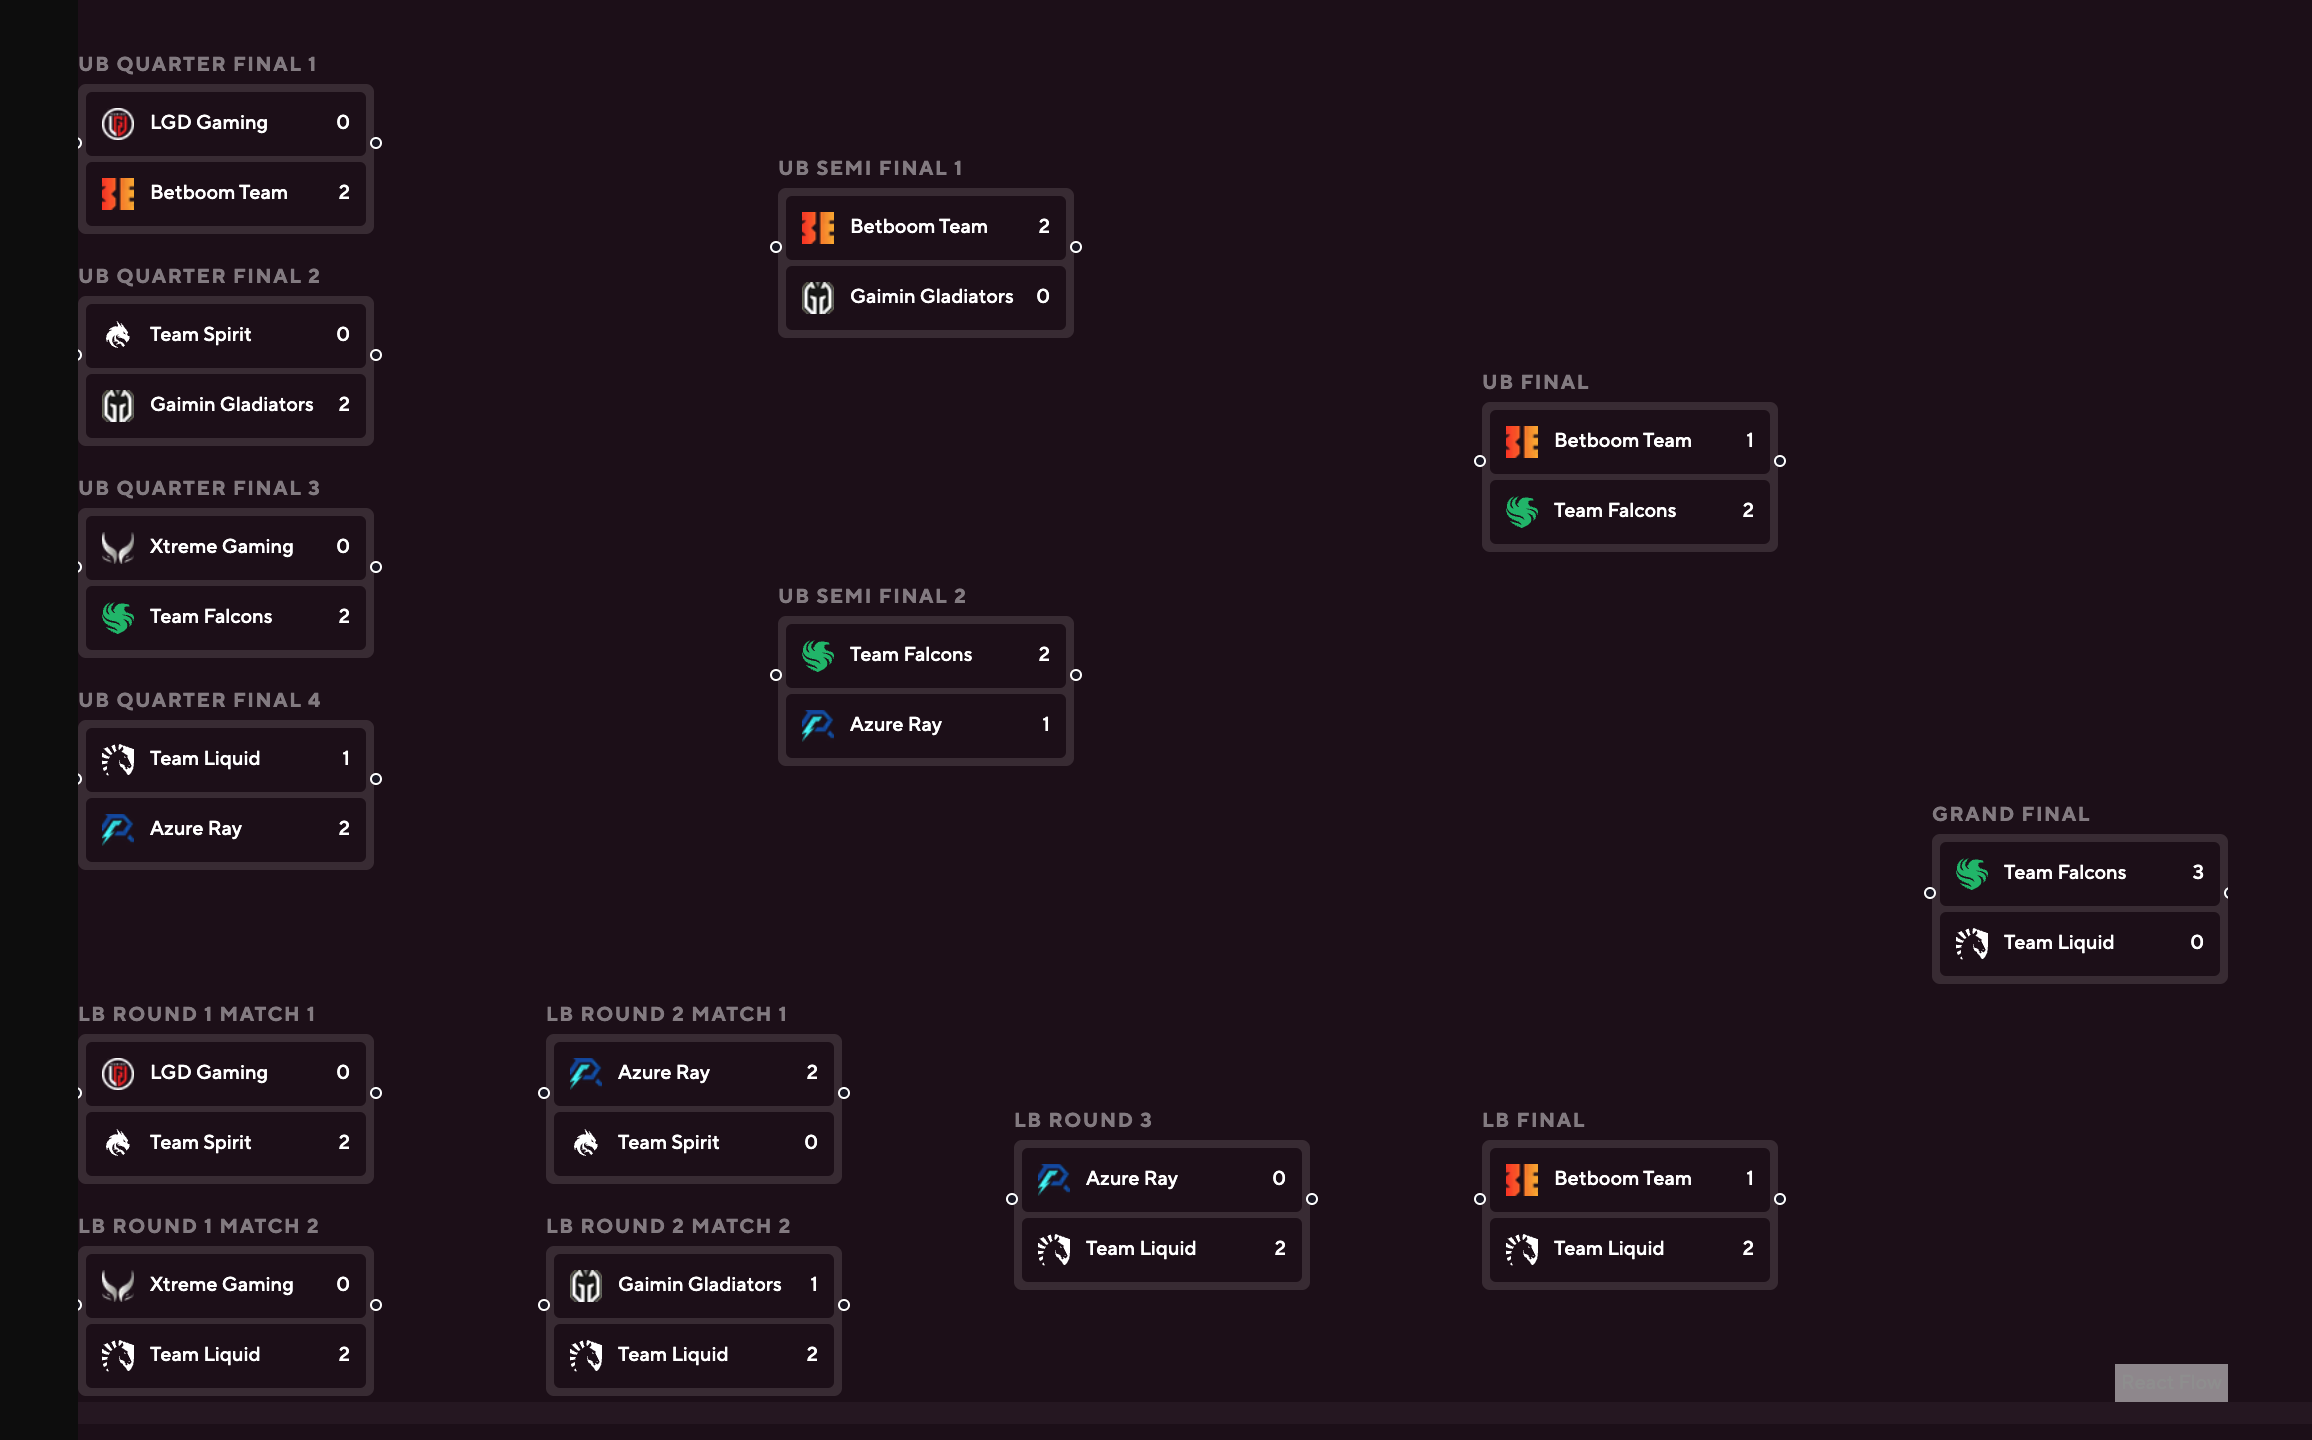 UB QUARTER FINAL 1
LGD Gaming 0
Betboom Team 2
UB QUARTER FINAL 2
Team Spirit 0
Gaimin Gladiators 2
UB QUARTER FINAL 3
Xtreme Gaming 0
Team Falcons 2
UB QUARTER FINAL 4
Team Liquid 1
Azure Ray 2
UB SEMI FINAL 1
Betboom Team 2
Gaimin Gladiators 0
UB SEMI FINAL 2
Team Falcons 2
Azure Ray 1
UB FINAL
Betboom Team 1
Team Falcons 2
GRAND FINAL
Team Falcons 3
Team Liquid 0
LB ROUND 1 MATCH 1
LGD Gaming 0
Team Spirit 2
LB ROUND 1 MATCH 2
Xtreme Gaming 0
Team Liquid 2
LB ROUND 2 MATCH 1
Azure Ray 2
Team Spirit 0
LB ROUND 2 MATCH 2
Gaimin Gladiators 1
Team Liquid 2
LB ROUND 3
Azure Ray 0
Team Liquid 2
LB FINAL
Betboom Team 1
Team Liquid 2
React Flow